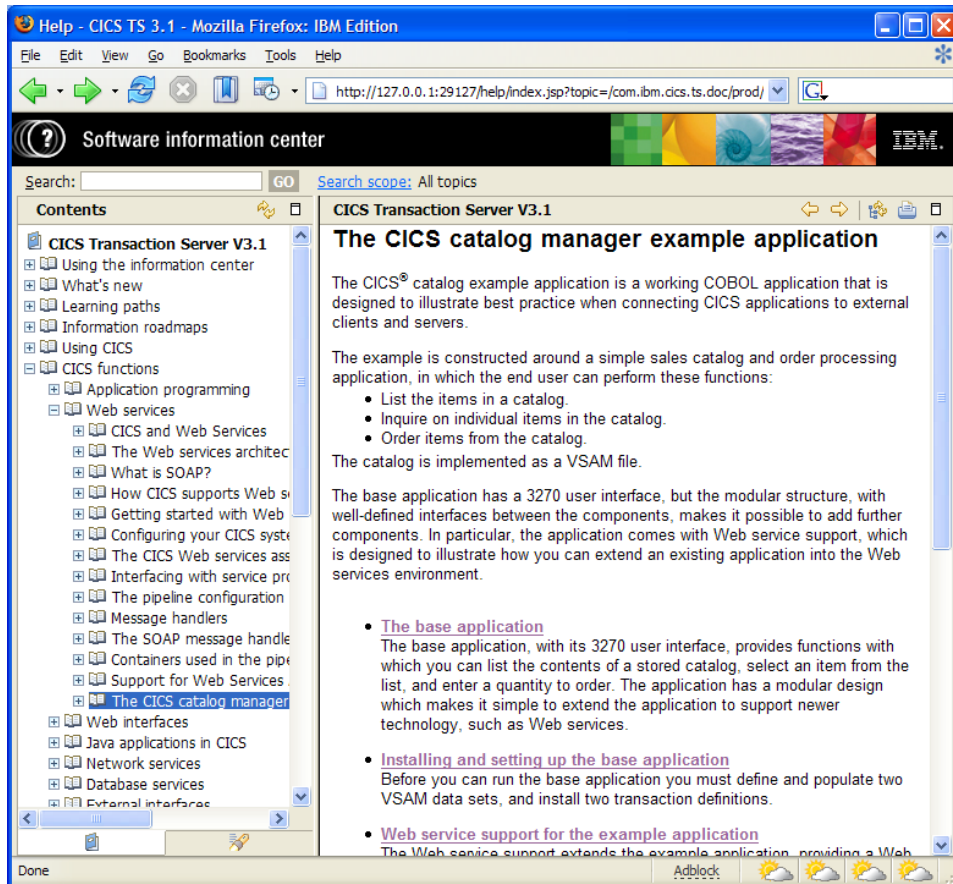 Help - CICS TS 3.1 - Mozilla Firefox: IBM Edition
File Edit View Go Bookmarks Tools Help
http://127.0.0.1:29127/help/index.jsp?topic=/com.ibm.cics.ts.doc/prod/
G
Software information center
IBM.
Search: GO Search scope: All topics
Contents
CICS Transaction Server V3.1
Using the information center
What's new
Learning paths
Information roadmaps
Using CICS
CICS functions
Application programming
Web services
CICS and Web Services
The Web services architec
What is SOAP?
How CICS supports Web s
Getting started with Web
Configuring your CICS syste
The CICS Web services ass
Interfacing with service pro
The pipeline configuration
Message handlers
The SOAP message handle
Containers used in the pipe
Support for Web Services
The CICS catalog manager
Web interfaces
Java applications in CICS
Network services
Database services
External interfaces
CICS Transaction Server V3.1
The CICS catalog manager example application
The CICS® catalog example application is a working COBOL application that is
designed to illustrate best practice when connecting CICS applications to external
clients and servers.
The example is constructed around a simple sales catalog and order processing
application, in which the end user can perform these functions:
• List the items in a catalog.
• Inquire on individual items in the catalog.
• Order items from the catalog.
The catalog is implemented as a VSAM file.
The base application has a 3270 user interface, but the modular structure, with
well-defined interfaces between the components, makes it possible to add further
components. In particular, the application comes with Web service support, which
is designed to illustrate how you can extend an existing application into the Web
services environment.
• The base application
The base application, with its 3270 user interface, provides functions with
which you can list the contents of a stored catalog, select an item from the
list, and enter a quantity to order. The application has a modular design
which makes it simple to extend the application to support newer
technology, such as Web services.
• Installing and setting up the base application
Before you can run the base application you must define and populate two
VSAM data sets, and install two transaction definitions.
• Web service support for the example application
The Web service support extends the example application, providing a Web
Done
Adblock